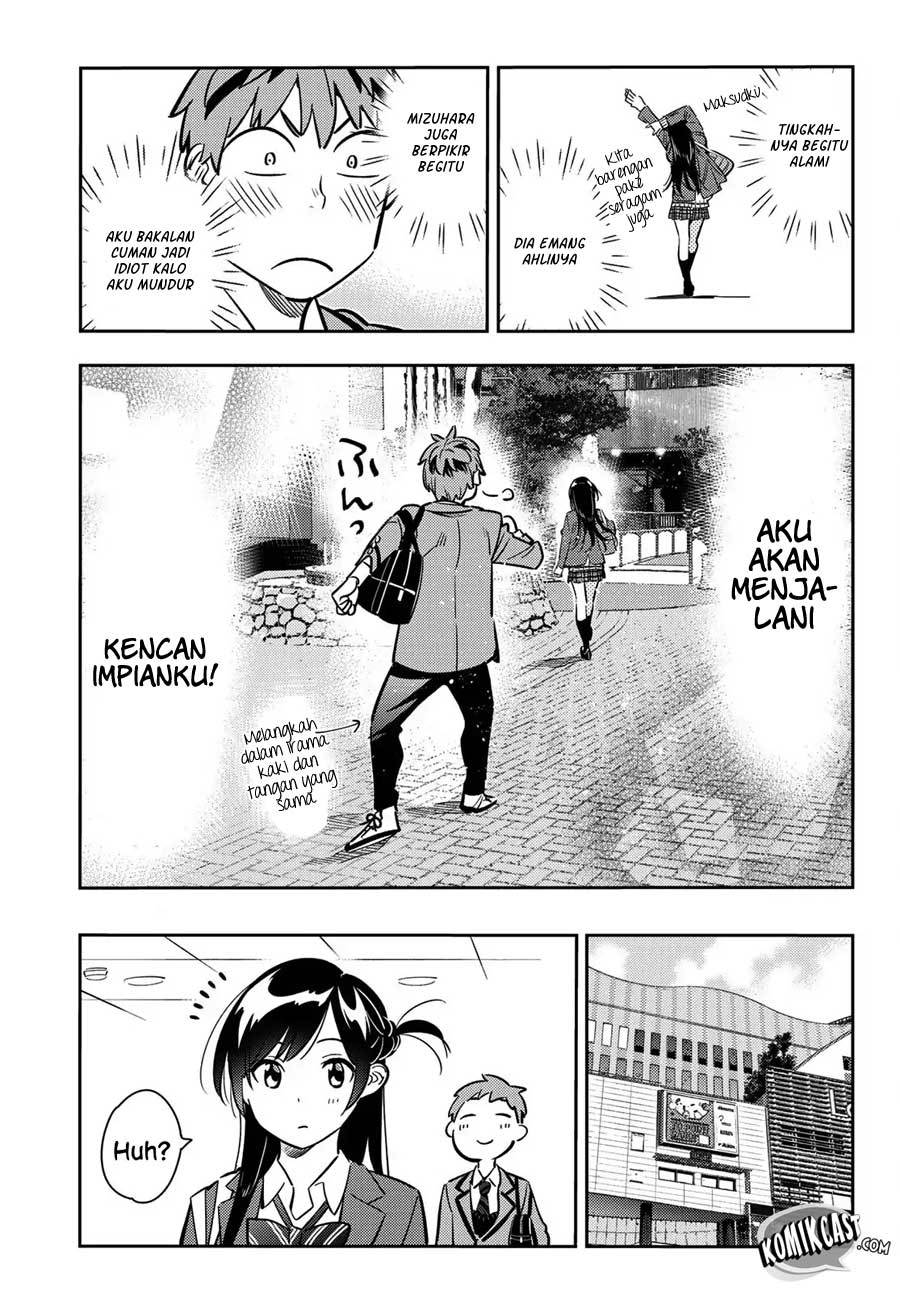 Maksudku,
TINGKAH-
NYA BEGITU
ALAMI
Kita
barengan
pake
seragam
juga
DIA EMANG
AHLINYA
MIZUHARA
JUGA
BERPIKIR
BEGITU
AKU BAKALAN
CUMAN JADI
IDIOT KALO
AKU MUNDUR
AKU
AKAN
MENJA-
LANI
ふんっ
KENCAN
IMPIANKU!
Melangkah
dalam irama
kaki dan
tangan yang
sama
Huh?
KOMIKCAST
.COM